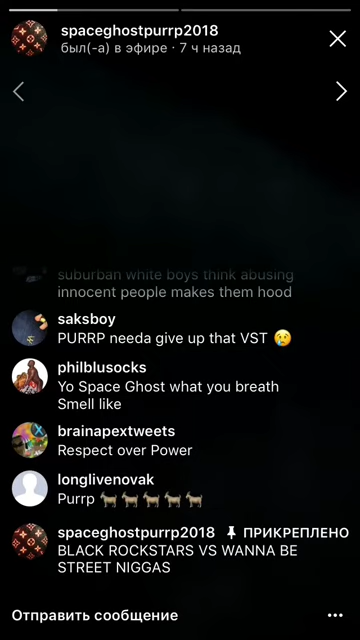 spaceghostpurrp2018
был(-а) в эфире · 7 ч назад
suburban white boys think abusing
innocent people makes them hood
saksboy
PURRP needa give up that VST 😢
philblusocks
Yo Space Ghost what you breath
Smell like
brainapextweets
Respect over Power
longlivenovak
Purrp 🐐🐐🐐🐐🐐
spaceghostpurrp2018 📌 ПРИКРЕПЛЕНО
BLACK ROCKSTARS VS WANNA BE
STREET NIGGAS
Отправить сообщение